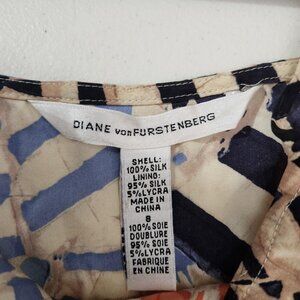 DIANE von FURSTENBERG
SHELL:
100% SILK
LINING:
95% SILK
5% LYCRA
MADE IN
CHINA
8
100% SOIE
DOUBLURE
95% SOIE
5% LYCRA
FABRIQUE
EN CHINE